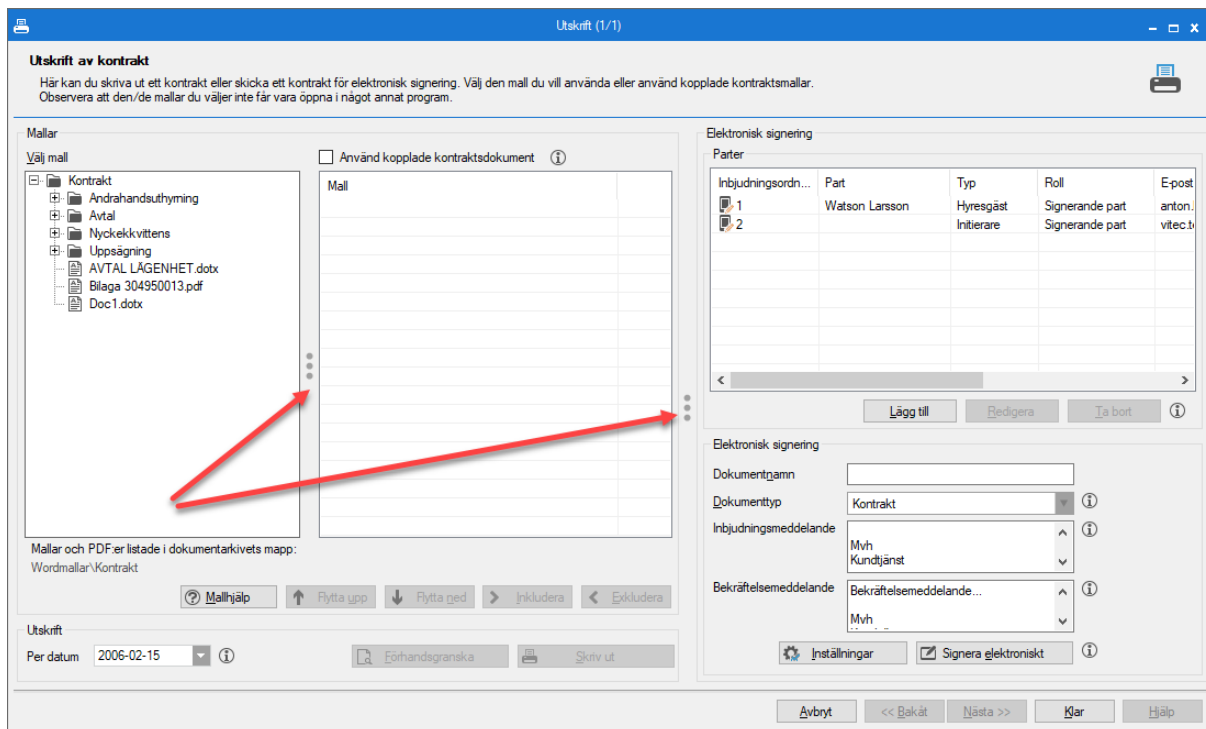 Utskrift (1/1)
Utskrift av kontrakt
Här kan du skriva ut ett kontrakt eller skicka ett kontrakt för elektronisk signering. Välj den mall du vill använda eller använd kopplade kontraktsmallar.
Observera att den/de mallar du väljer inte får vara öppna i något annat program.
Mallar
Välj mall
Kontrakt
Andrahandsuthyrning
Avtal
Nyckekkvittens
Uppsägning
AVTAL LÄGENHET.dotx
Bilaga 304950013.pdf
Doc1.dotx
Använd kopplade kontraktsdokument
Mall
Mallar och PDF:er listade i dokumentarkivets mapp:
Wordmallar\Kontrakt
Mallhjälp Flytta upp Flytta ned Inkludera Exkludera
Utskrift
Per datum 2006-02-15 Förhandsgranska Skriv ut
Elektronisk signering
Parter
Inbjudningsordn... Part Typ Roll E-post
1 Watson Larsson Hyresgäst Signerande part anton.
2 Initierare Signerande part
Lägg till Redigera Ta bort
Elektronisk signering
Dokumentnamn
Dokumenttyp Kontrakt
Inbjudningsmeddelande
Mvh
Kundtjänst
Bekräftelsemeddelande Bekräftelsemeddelande...
Mvh
Inställningar Signera elektroniskt
Avbryt << Bakåt Nästa >> Klar Hjälp